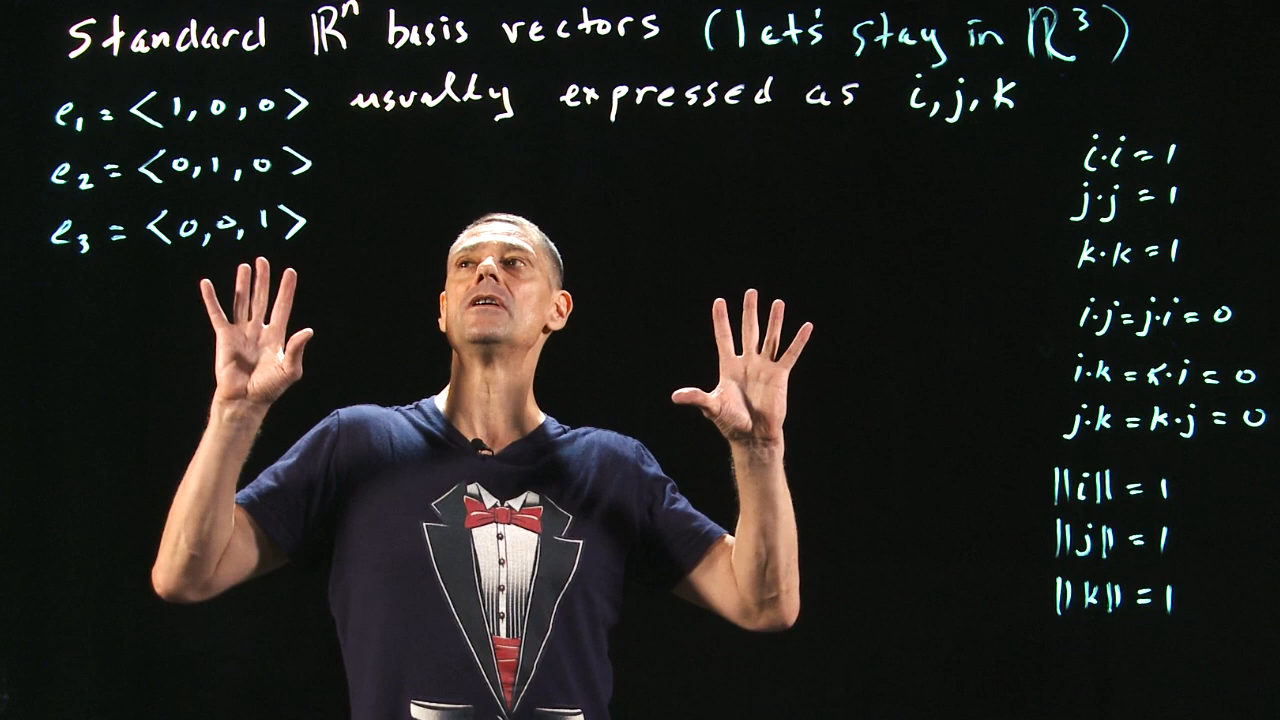 Standard ℝⁿ basis vectors (let's stay in ℝ³)
e₁ = <1, 0, 0> usually expressed as i, j, k
e₂ = <0, 1, 0>
e₃ = <0, 0, 1>
i·i = 1
j·j = 1
k·k = 1
i·j = j·i = 0
i·k = k·i = 0
j·k = k·j = 0
||i|| = 1
||j|| = 1
||k|| = 1